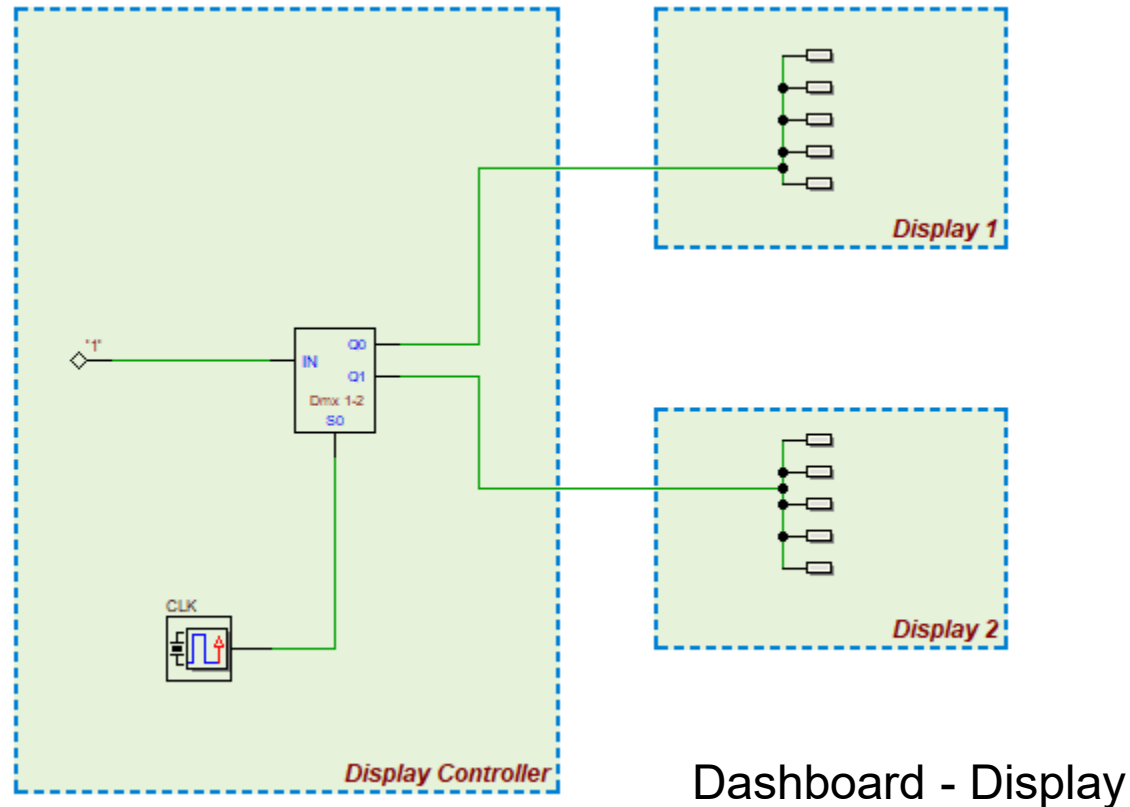 Display 1
"1"
IN
Q0
Q1
Dmx 1-2
S0
CLK
Display 2
Display Controller
Dashboard - Display